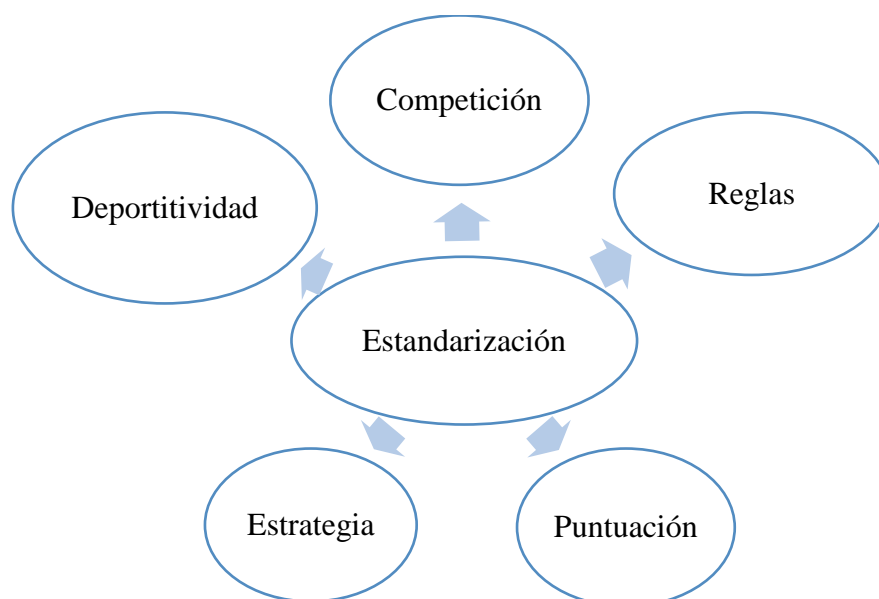 Competición
Deportitividad
Reglas
Estandarización
Estrategia
Puntuación